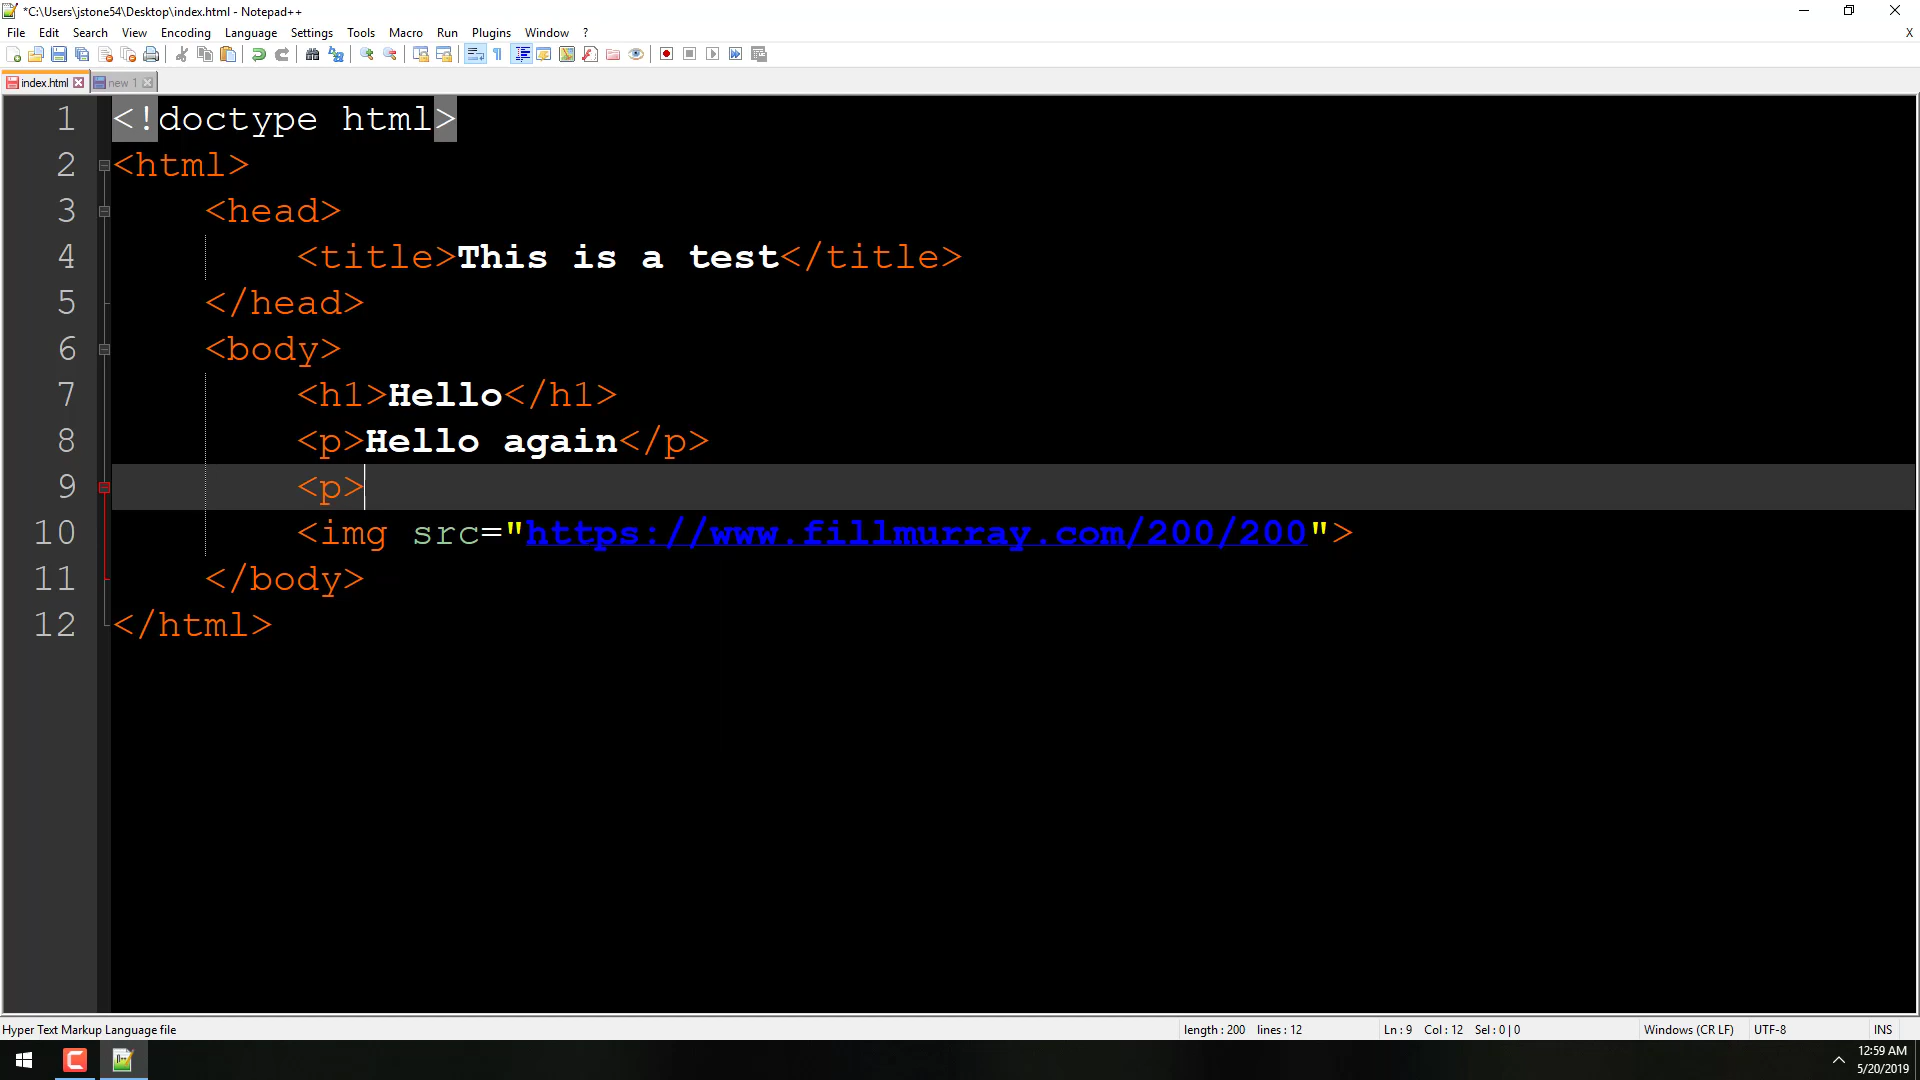 *C:\Users\jstone54\Desktop\index.html - Notepad++
File Edit Search View Encoding Language Settings Tools Macro Run Plugins Window ? X
index.html new 1
1 <!doctype html>
2 <html>
3 <head>
4 <title>This is a test</title>
5 </head>
6 <body>
7 <h1>Hello</h1>
8 <p>Hello again</p>
9 <p>
10 <img src="https://www.fillmurray.com/200/200">
11 </body>
12 </html>
Hyper Text Markup Language file length : 200 lines : 12 Ln : 9 Col : 12 Sel : 0 | 0 Windows (CR LF) UTF-8 INS
12:59 AM
5/20/2019